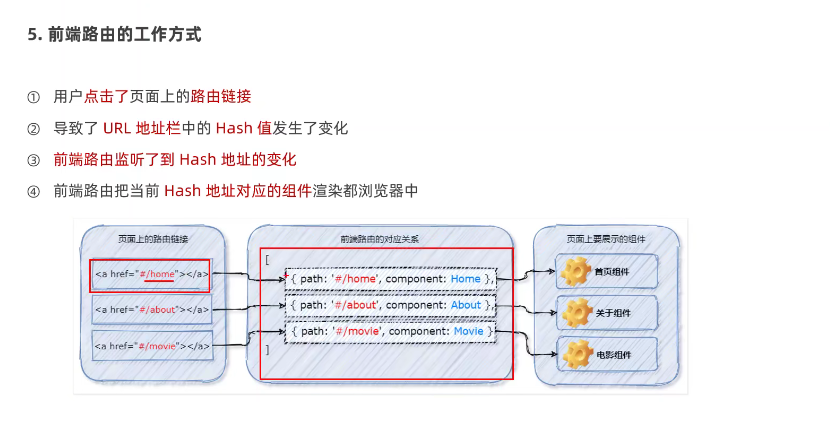 5. 前端路由的工作方式
① 用户点击了页面上的路由链接
② 导致了 URL 地址栏中的 Hash 值发生了变化
③ 前端路由监听了到 Hash 地址的变化
④ 前端路由把当前 Hash 地址对应的组件渲染都浏览器中
页面上的路由链接
<a href="#/home"></a>
<a href="#/about"></a>
<a href="#/movie"></a>
前端路由的对应关系
[
{ path: '#/home', component: Home },
{ path: '#/about', component: About }
{ path: '#/movie', component: Movie }
]
页面上要展示的组件
首页组件
关于组件
电影组件